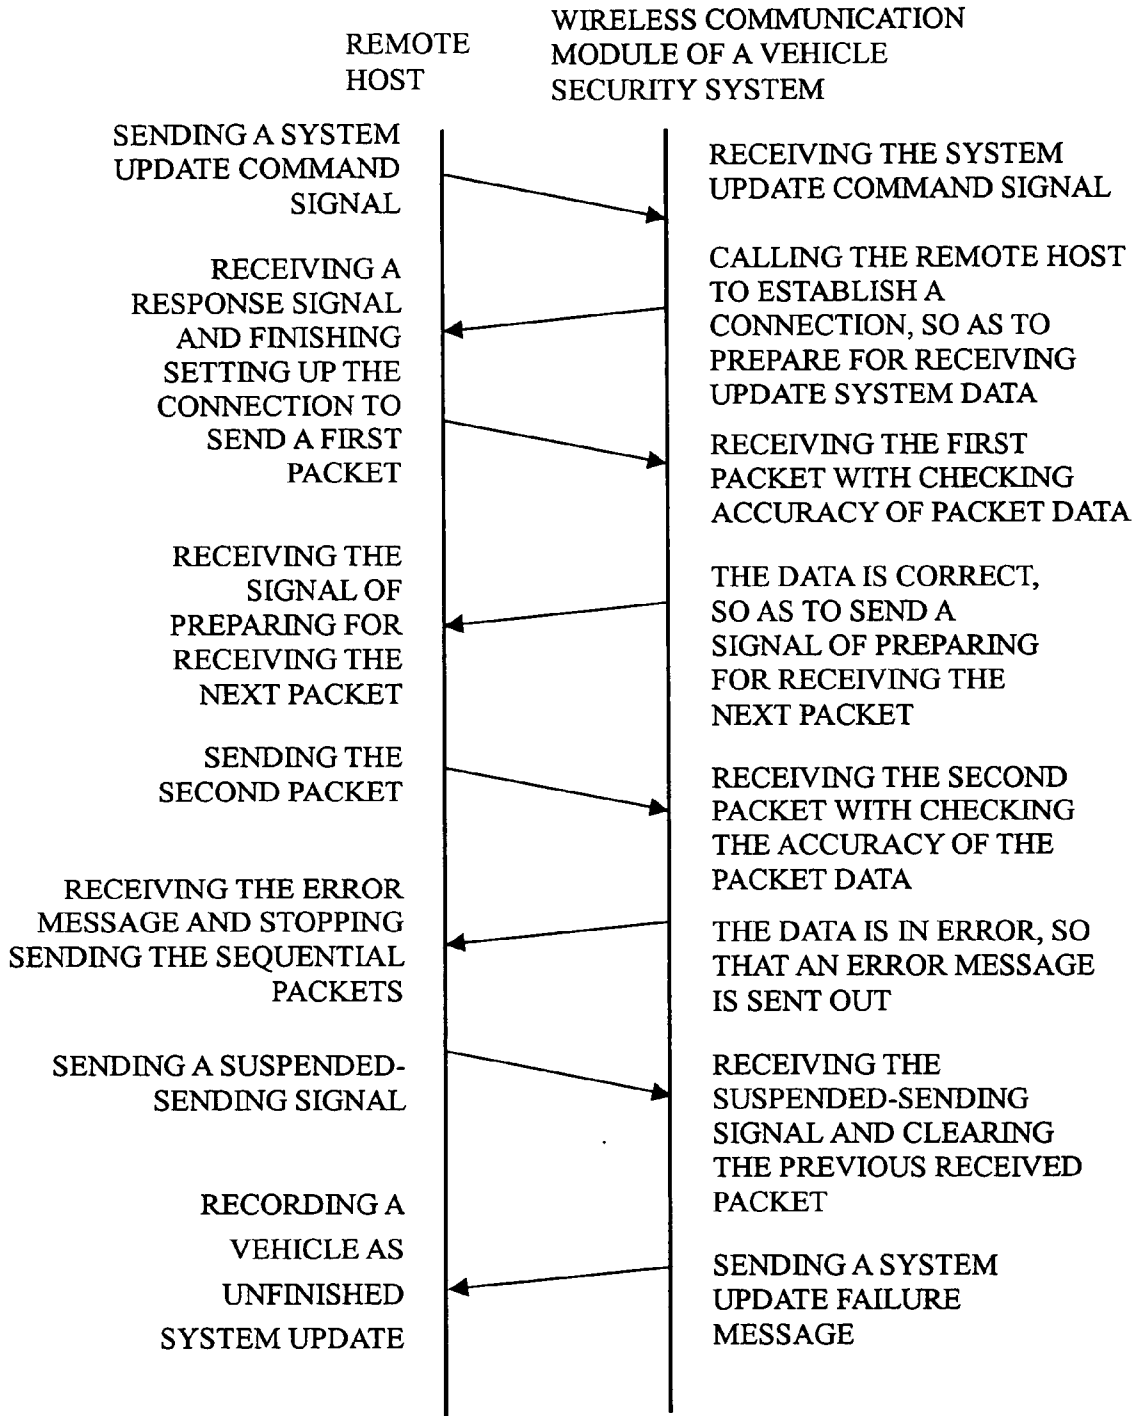 REMOTE
HOST
WIRELESS COMMUNICATION
MODULE OF A VEHICLE
SECURITY SYSTEM
SENDING A SYSTEM
UPDATE COMMAND
SIGNAL
RECEIVING THE SYSTEM
UPDATE COMMAND SIGNAL
CALLING THE REMOTE HOST
TO ESTABLISH A
CONNECTION, SO AS TO
PREPARE FOR RECEIVING
UPDATE SYSTEM DATA
RECEIVING A
RESPONSE SIGNAL
AND FINISHING
SETTING UP THE
CONNECTION TO
SEND A FIRST
PACKET
RECEIVING THE FIRST
PACKET WITH CHECKING
ACCURACY OF PACKET DATA
THE DATA IS CORRECT,
SO AS TO SEND A
SIGNAL OF PREPARING
FOR RECEIVING THE
NEXT PACKET
RECEIVING THE
SIGNAL OF
PREPARING FOR
RECEIVING THE
NEXT PACKET
SENDING THE
SECOND PACKET
RECEIVING THE SECOND
PACKET WITH CHECKING
THE ACCURACY OF THE
PACKET DATA
THE DATA IS IN ERROR, SO
THAT AN ERROR MESSAGE
IS SENT OUT
RECEIVING THE ERROR
MESSAGE AND STOPPING
SENDING THE SEQUENTIAL
PACKETS
SENDING A SUSPENDED-
SENDING SIGNAL
RECEIVING THE
SUSPENDED-SENDING
SIGNAL AND CLEARING
THE PREVIOUS RECEIVED
PACKET
SENDING A SYSTEM
UPDATE FAILURE
MESSAGE
RECORDING A
VEHICLE AS
UNFINISHED
SYSTEM UPDATE